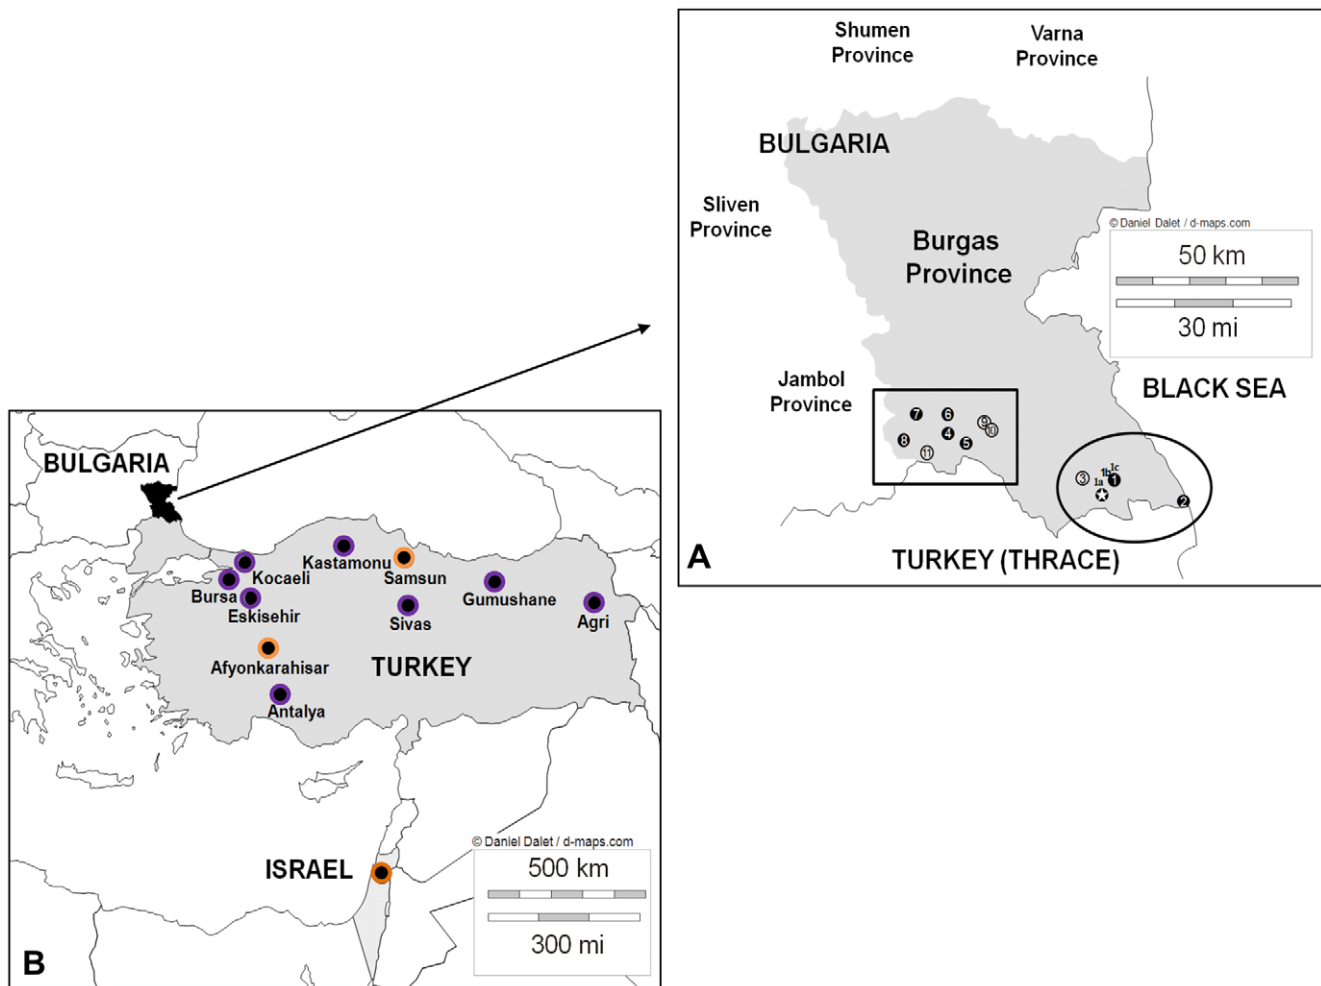 Shumen
Province
Varna
Province
BULGARIA
Sliven
Province
© Daniel Dalet / d-maps.com
Burgas
Province
50 km
30 mi
Jambol
Province
BLACK SEA
7
6
9
10
4
8
5
11
3
1b
1c
1a
1
2
A
TURKEY (THRACE)
BULGARIA
Kastamonu
Samsun
Kocaeli
Bursa
Eskisehir
Gumushane
Sivas
Agri
Afyonkarahisar
TURKEY
Antalya
© Daniel Dalet / d-maps.com
ISRAEL
500 km
300 mi
B